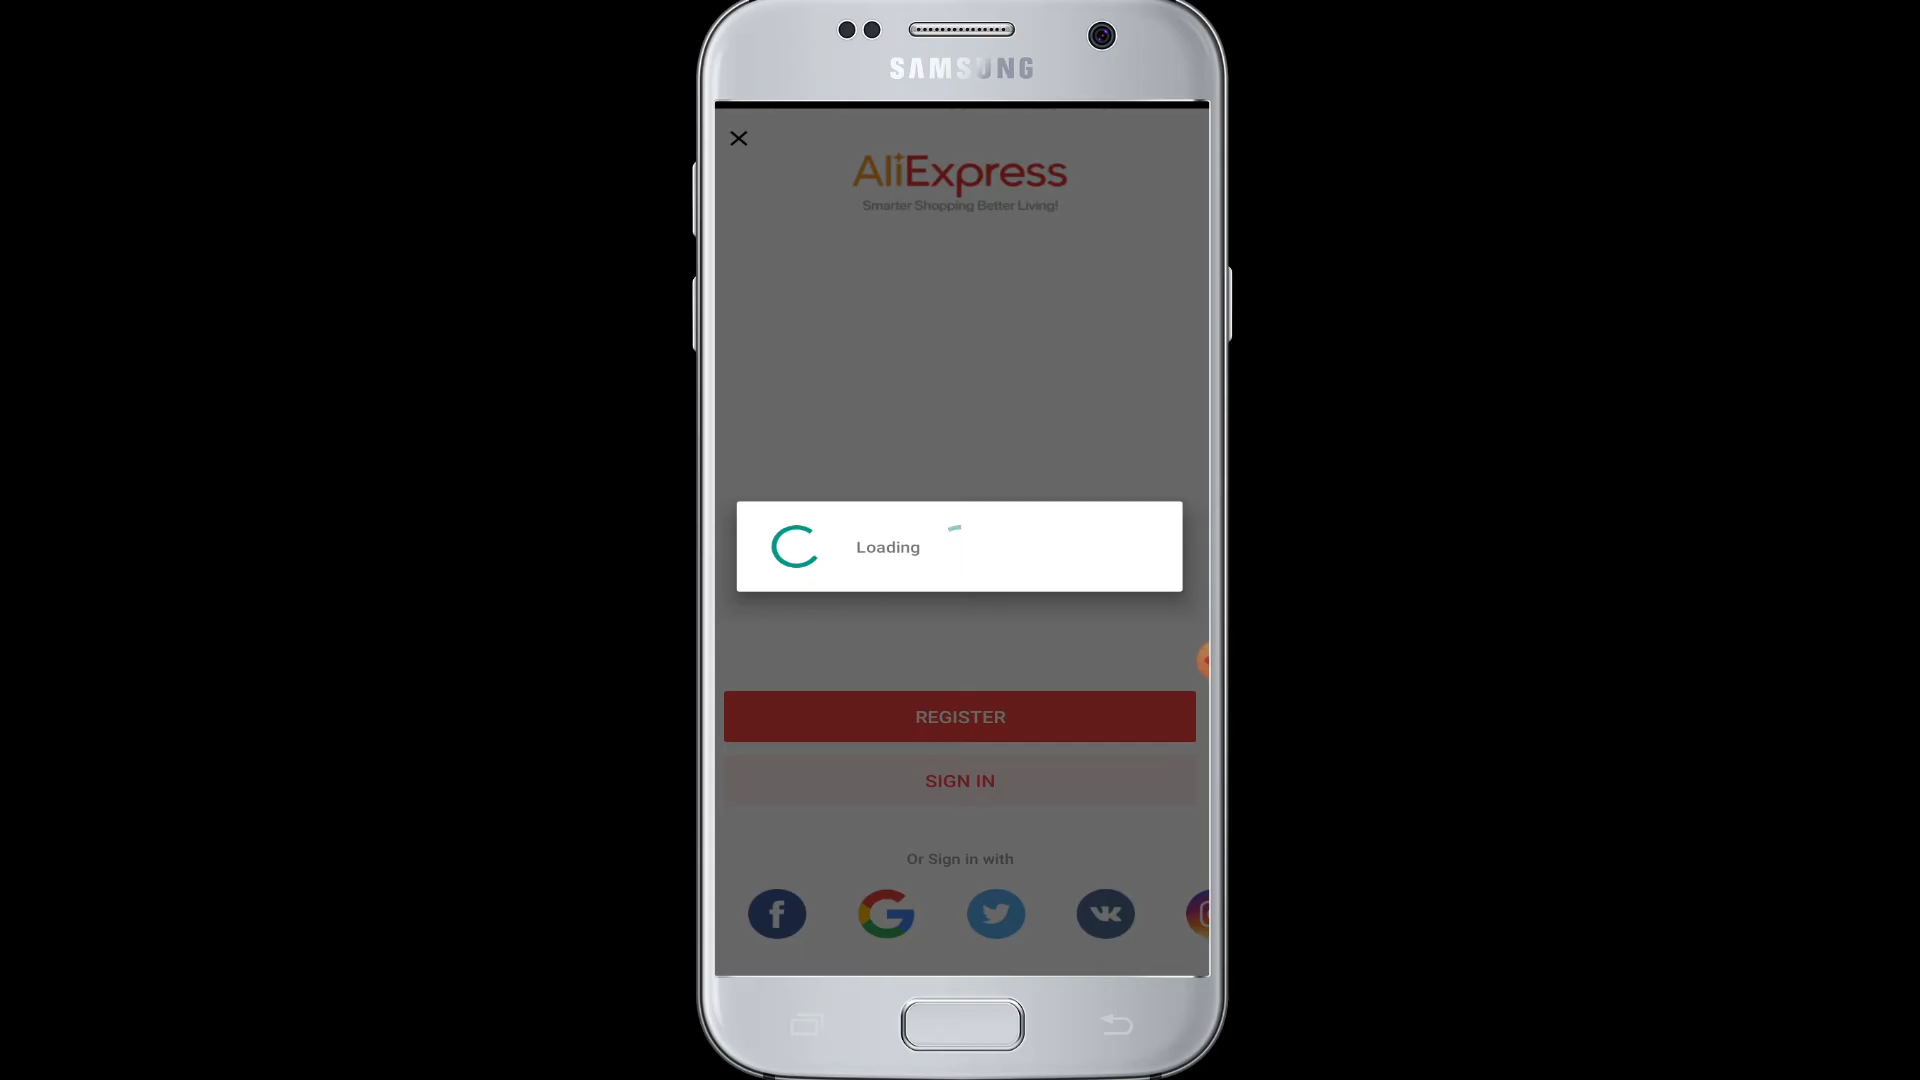 SAMSUNG
AliExpress
Smarter Shopping Better Living!
Loading
REGISTER
SIGN IN
Or Sign in with